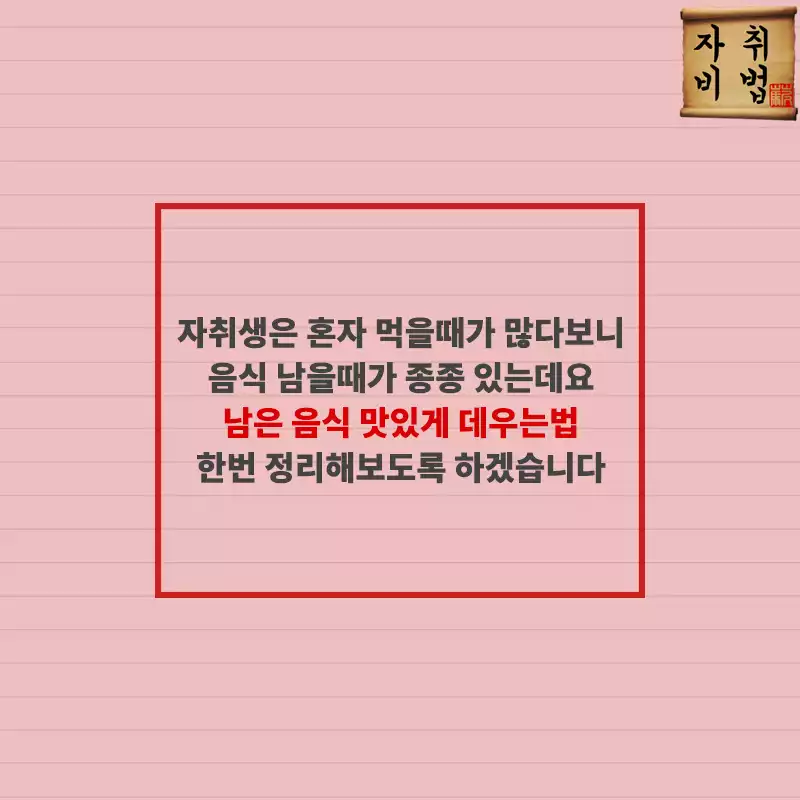 자취
비법
자취생은 혼자 먹을때가 많다보니
음식 남을때가 종종 있는데요
남은 음식 맛있게 데우는법
한번 정리해보도록 하겠습니다